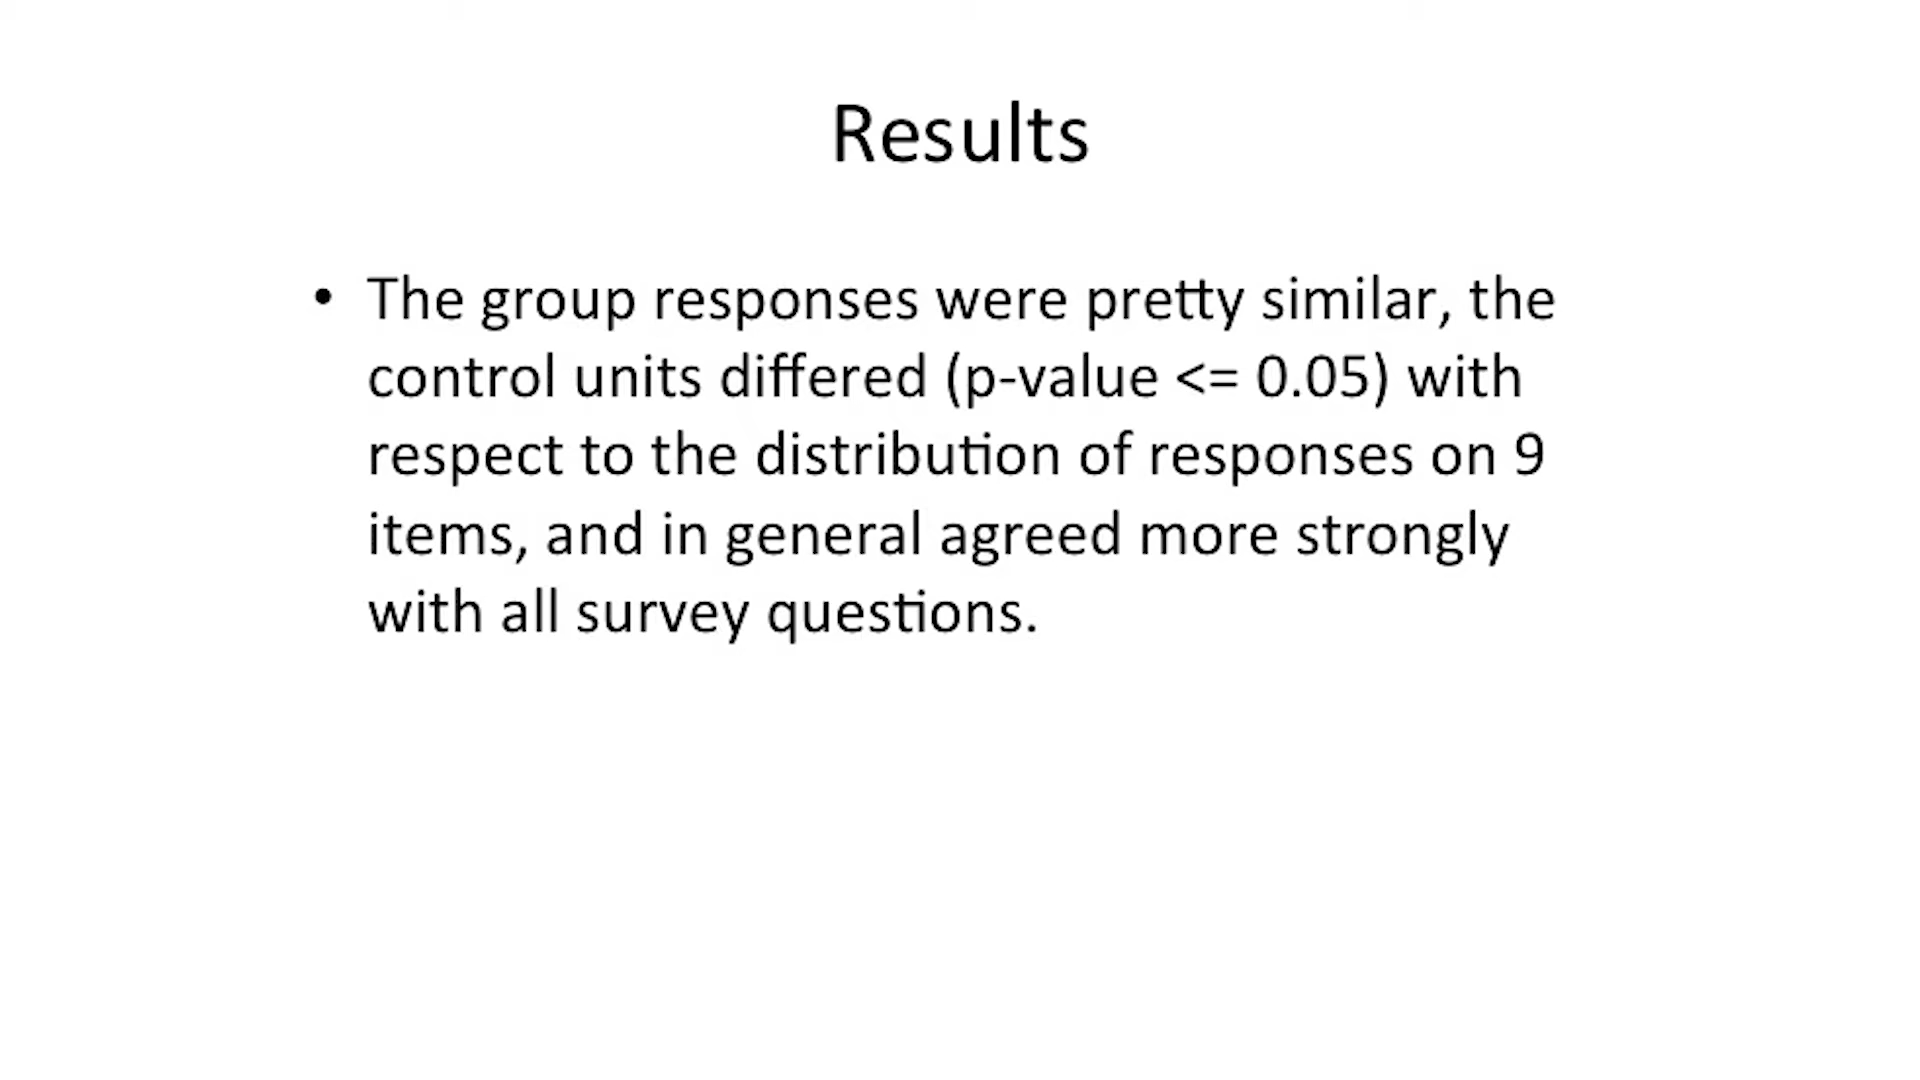 Results
• The group responses were pretty similar, the
control units differed (p-value <= 0.05) with
respect to the distribution of responses on 9
items, and in general agreed more strongly
with all survey questions.